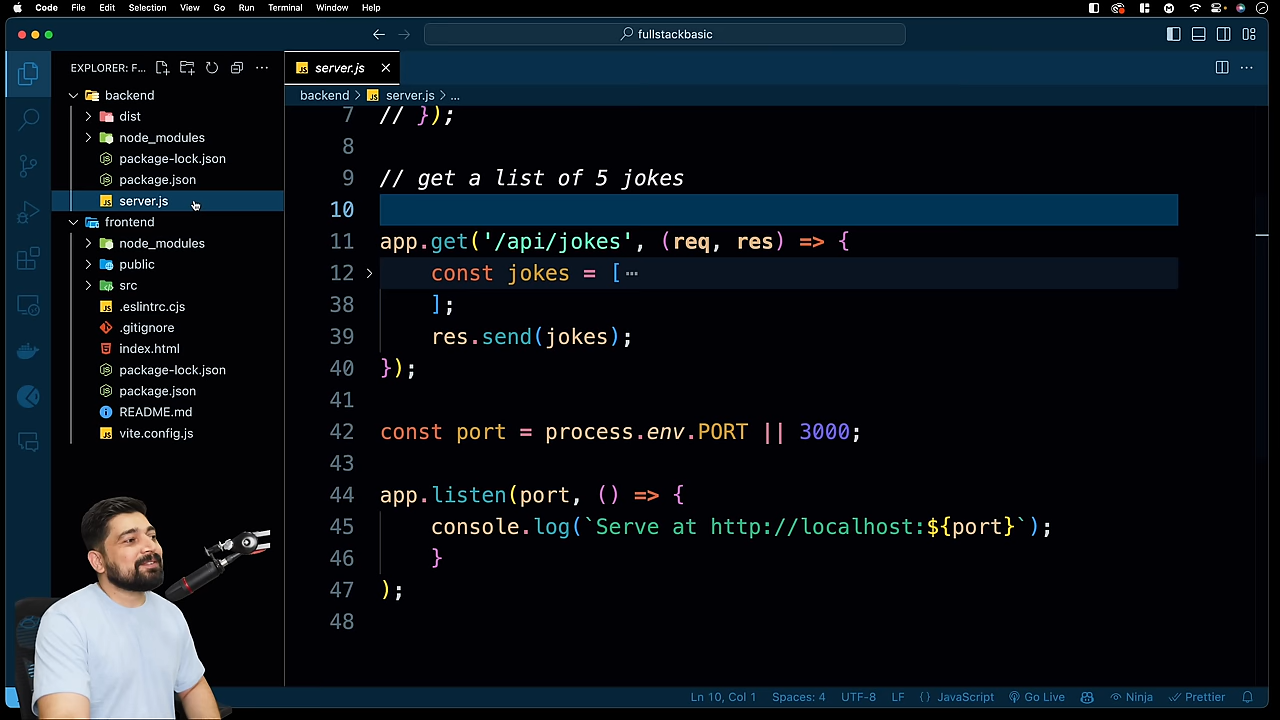 Code File Edit Selection View Go Run Terminal Window Help
fullstackbasic
EXPLORER: F...
server.js
backend
backend > server.js > ...
dist
node_modules
package-lock.json
package.json
server.js
frontend
node_modules
public
src
.eslintrc.cjs
.gitignore
index.html
package-lock.json
package.json
README.md
vite.config.js
7 // });
8
9 // get a list of 5 jokes
10
11 app.get('/api/jokes', (req, res) => {
12 const jokes = [ ⋯
38 ];
39 res.send(jokes);
40 });
41
42 const port = process.env.PORT || 3000;
43
44 app.listen(port, () => {
45 console.log(`Serve at http://localhost:${port}`);
46 }
47 );
48
Ln 10, Col 1 Spaces: 4 UTF-8 LF {} JavaScript Go Live Ninja Prettier